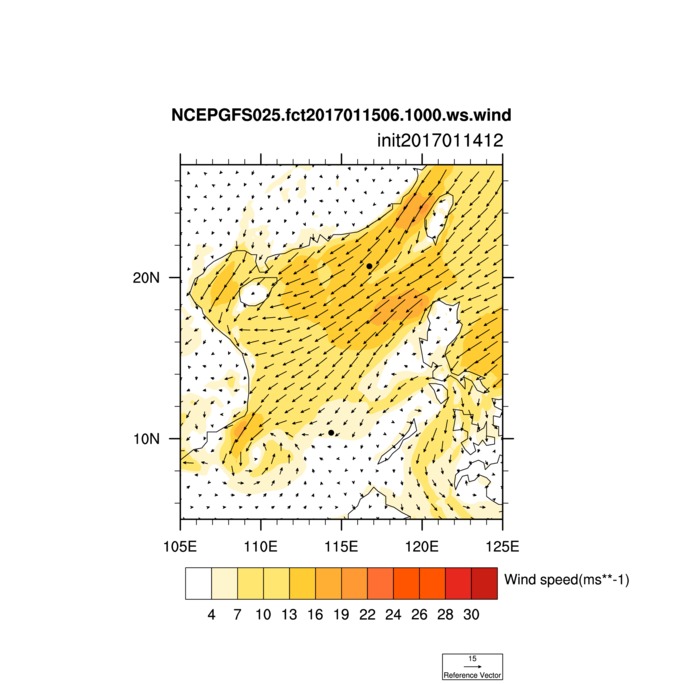 NCEPGFS025.fct2017011506.1000.ws.wind
init2017011412
20N
10N
105E 110E 115E 120E 125E
Wind speed(ms**-1)
4 7 10 13 16 19 22 24 26 28 30
15
Reference Vector